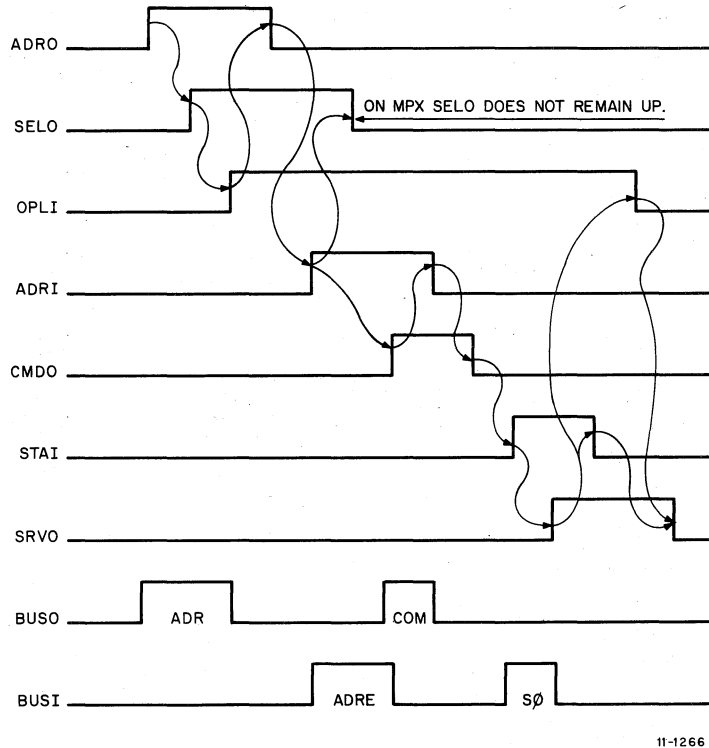 ADRO
SELO
ON MPX SELO DOES NOT REMAIN UP.
OPLI
ADRI
CMDO
STAI
SRVO
BUSO
ADR
COM
BUSI
ADRE
SØ
11-1266